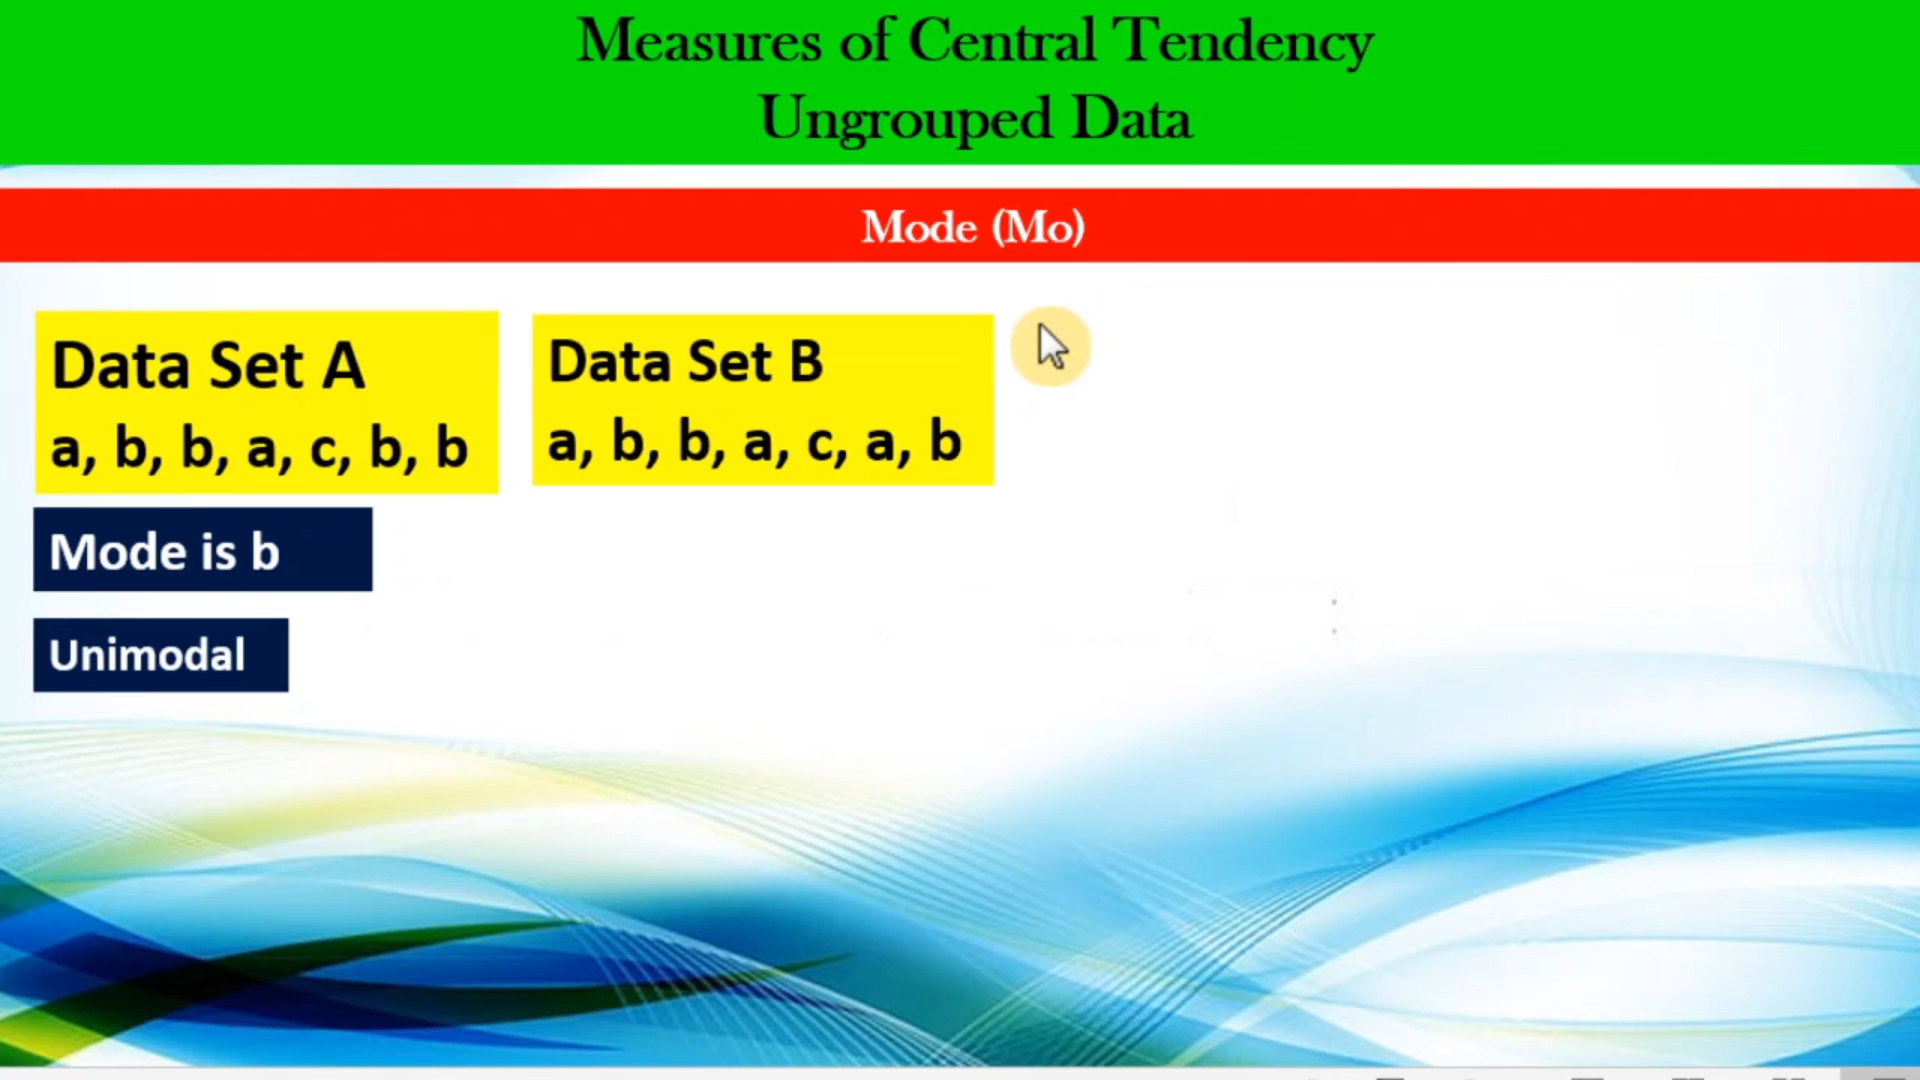 Measures of Central Tendency
Ungrouped Data
Mode (Mo)
Data Set A
a, b, b, a, c, b, b
Data Set B
a, b, b, a, c, a, b
Mode is b
Unimodal